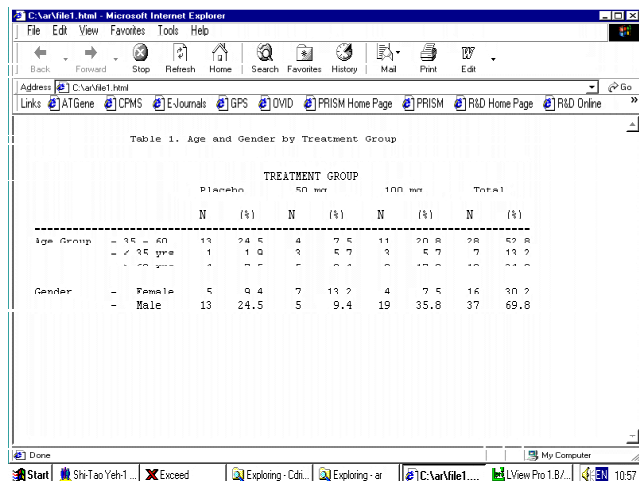 C:\ar\file1.html - Microsoft Internet Explorer
File Edit View Favorites Tools Help
Back Forward Stop Refresh Home Search Favorites History Mail Print Edit
Address C:\ar\file1.html Go
Links ATGene CPMS E-Journals GPS OVID PRISM Home Page PRISM R&D Home Page R&D Online »
Table 1. Age and Gender by Treatment Group
TREATMENT GROUP
Placebo 50 mg 100 mg Total
N (%) N (%) N (%) N (%)
Age Group - 35 - 60 13 24.5 4 7.5 11 20.8 28 52.8
- < 35 yrs 1 1.9 3 5.7 3 5.7 7 13.2
Gender - Female 5 9.4 7 13.2 4 7.5 16 30.2
- Male 13 24.5 5 9.4 19 35.8 37 69.8
Done My Computer
Start Shi-Tao Yeh-1 ... Exceed Exploring - Cdri... Exploring - ar C:\ar\file1.... LView Pro 1.B/... EN 10:57